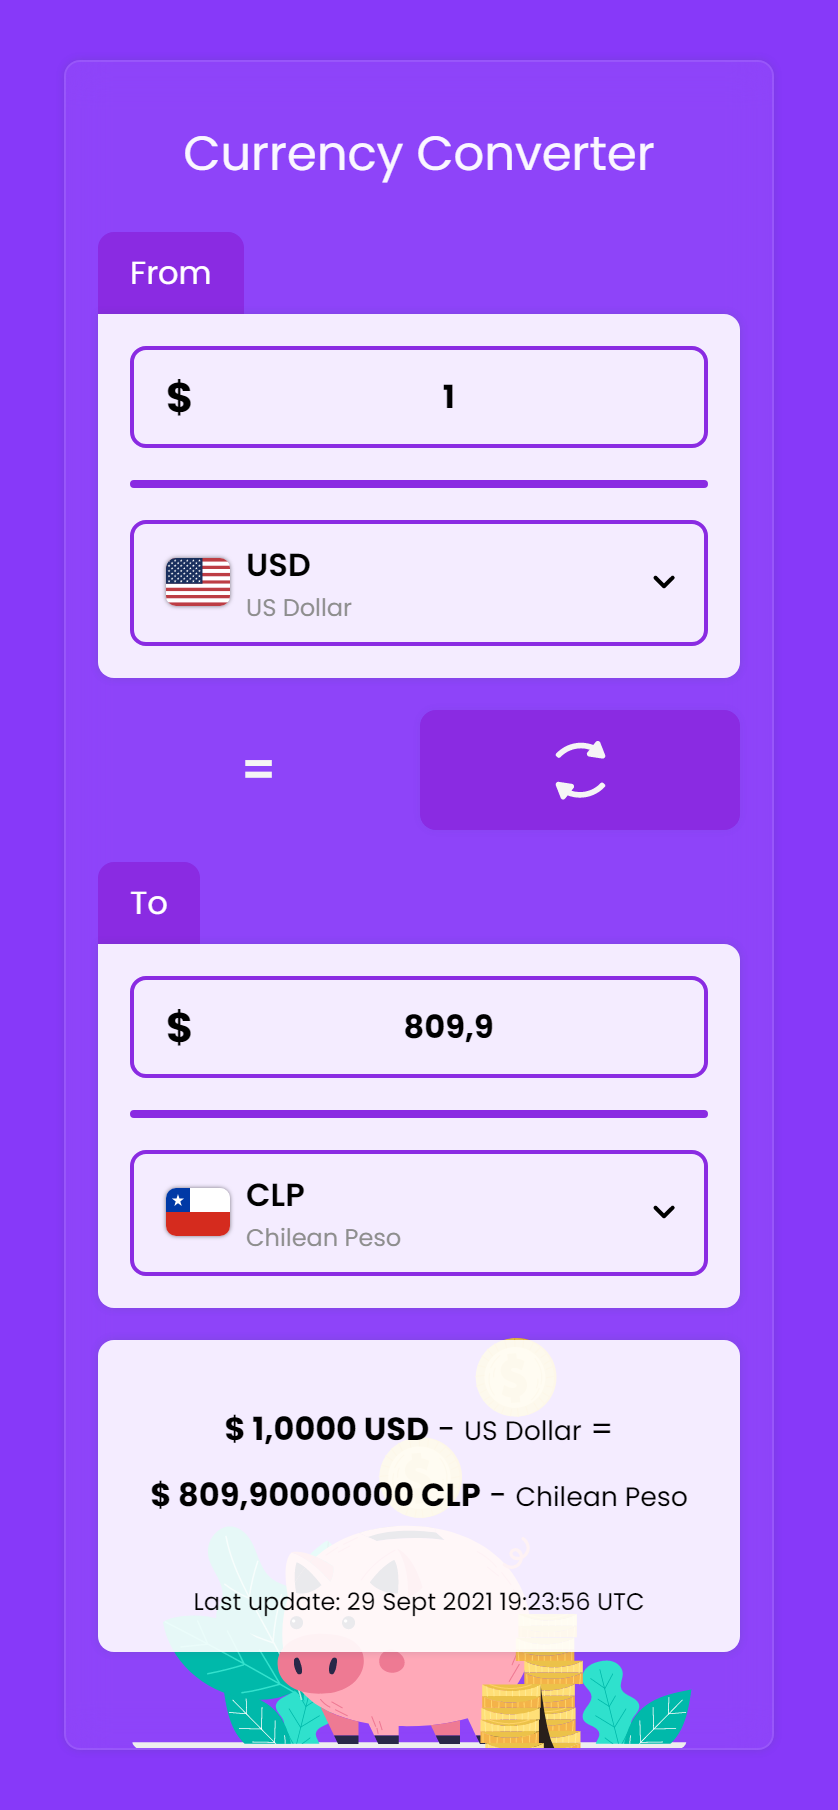 Currency Converter
From
$ 1
USD
US Dollar
=
To
$ 809,9
CLP
Chilean Peso
$ 1,0000 USD - US Dollar =
$ 809,90000000 CLP - Chilean Peso
Last update: 29 Sept 2021 19:23:56 UTC